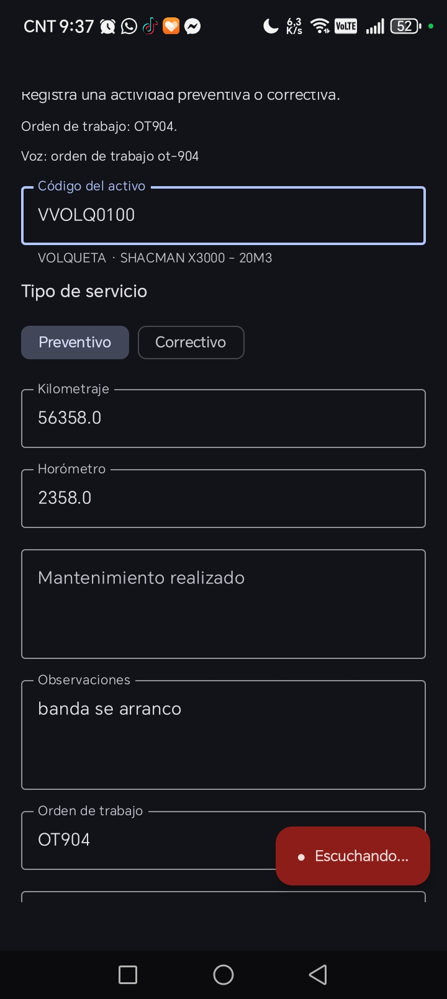 CNT 9:37 6,3 K/s VoLTE 52
Registra una actividad preventiva o correctiva.
Orden de trabajo: OT904.
Voz: orden de trabajo ot-904
Código del activo
VVOLQ0100
VOLQUETA · SHACMAN X3000 - 20M3
Tipo de servicio
Preventivo Correctivo
Kilometraje
56358.0
Horómetro
2358.0
Mantenimiento realizado
Observaciones
banda se arranco
Orden de trabajo
OT904
Escuchando...